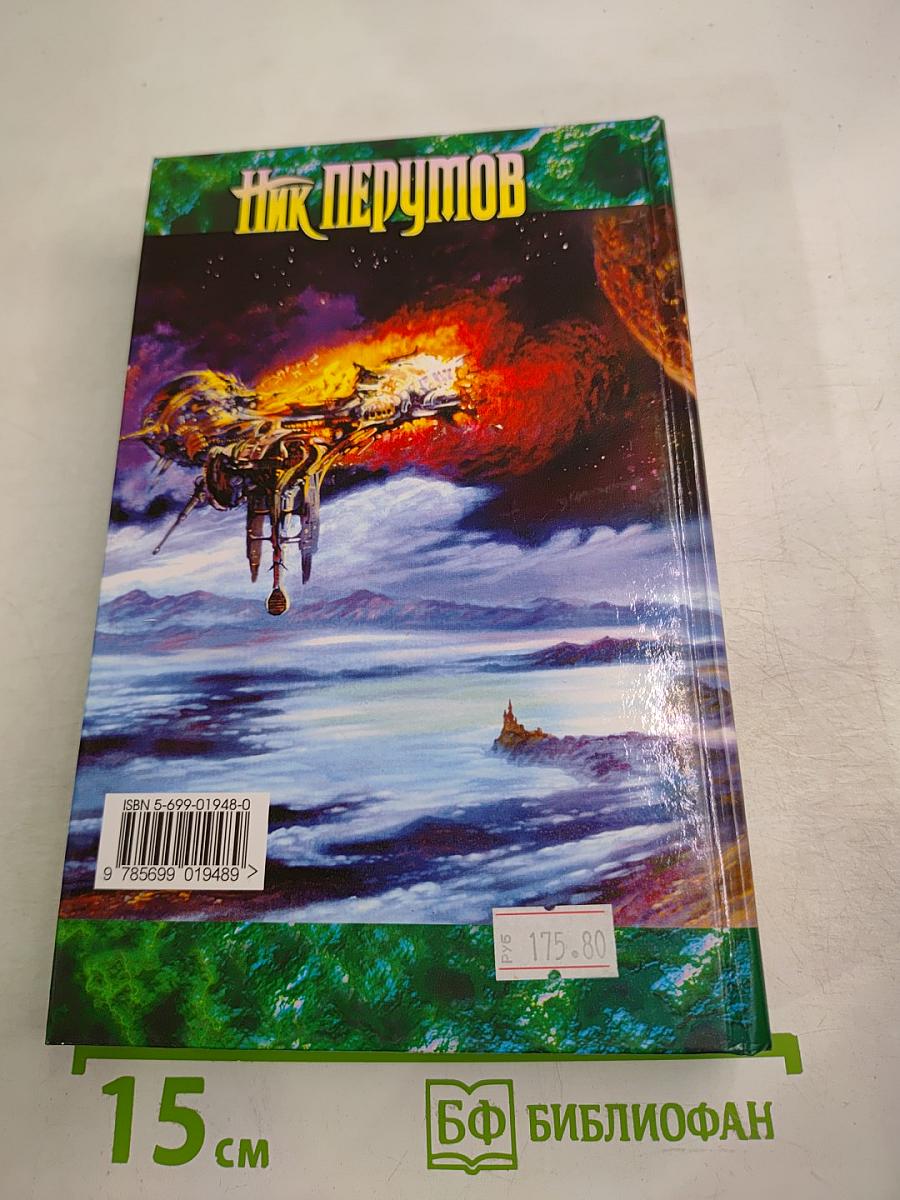 Ник ПЕРУМОВ
ISBN 5-699-01948-0
9 785699 019489 >
РУБ 175.80
15 см
БФ БИБЛИОФАН